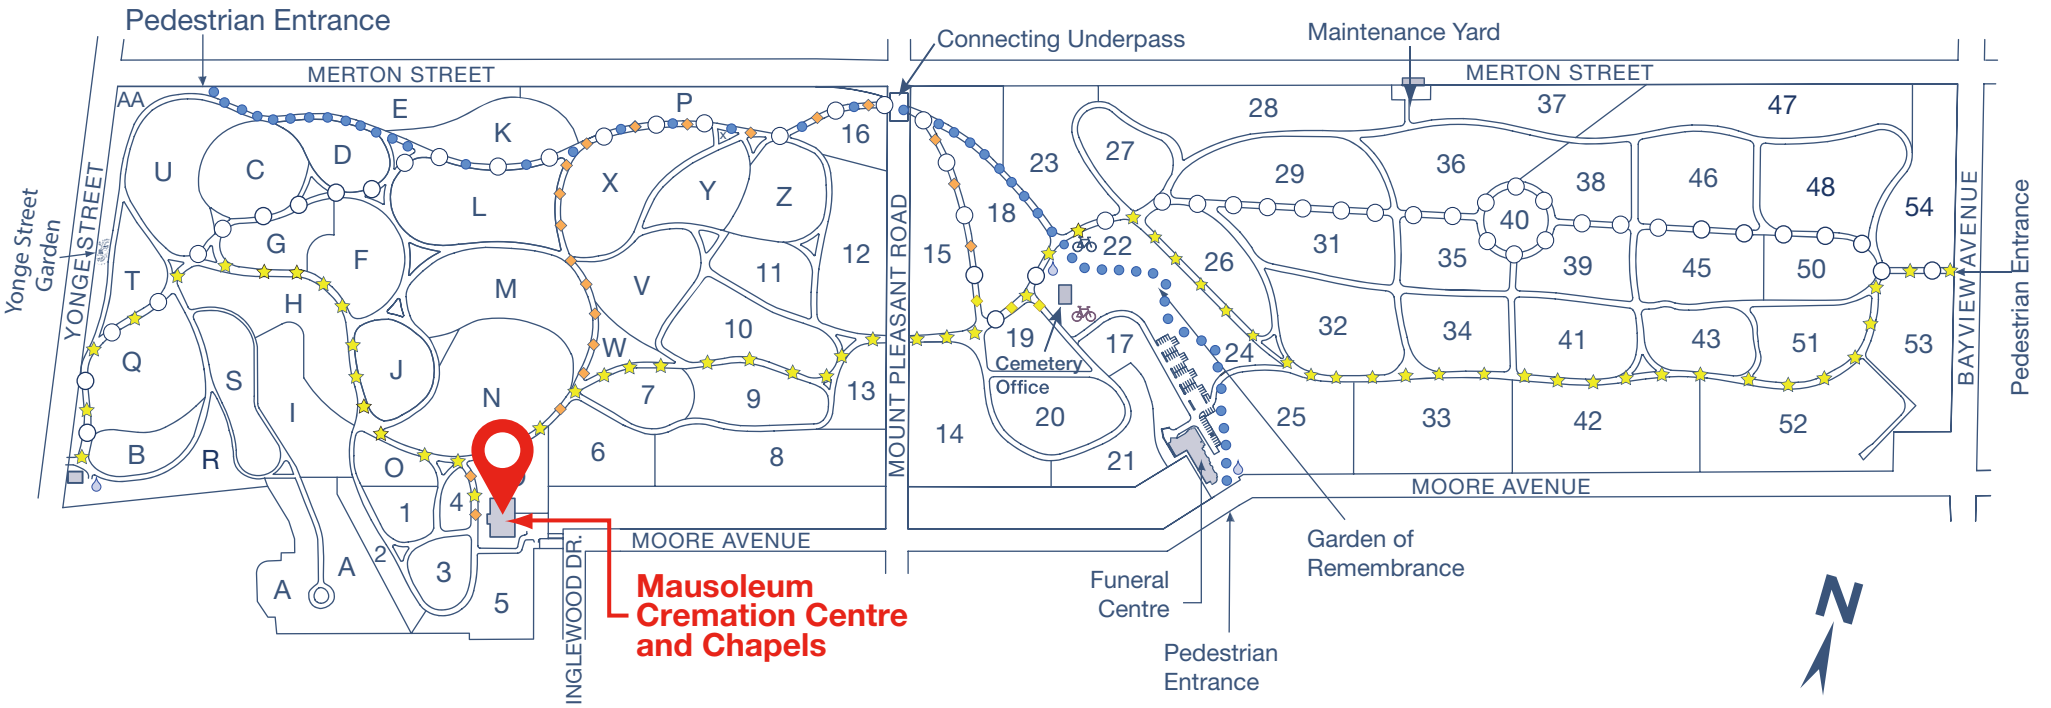 Pedestrian Entrance
Connecting Underpass
Maintenance Yard
MERTON STREET
MERTON STREET
AA
E
P
K
D
C
U
L
X
Y
Z
16
12
G
F
T
H
M
V
11
10
W
Q
S
J
I
N
7
9
13
B
R
O
6
8
1
4
2
3
A
A
5
Yonge Street
Garden
YONGE STREET
MOUNT PLEASANT ROAD
15
18
23
27
28
37
47
29
36
38
46
48
54
40
22
26
31
35
39
45
50
32
34
41
43
51
53
19
17
24
Cemetery
Office
20
14
21
25
33
42
52
BAYVIEW AVENUE
Pedestrian Entrance
MOORE AVENUE
MOORE AVENUE
INGLEWOOD DR.
Mausoleum
Cremation Centre
and Chapels
Funeral
Centre
Garden of
Remembrance
Pedestrian
Entrance
N